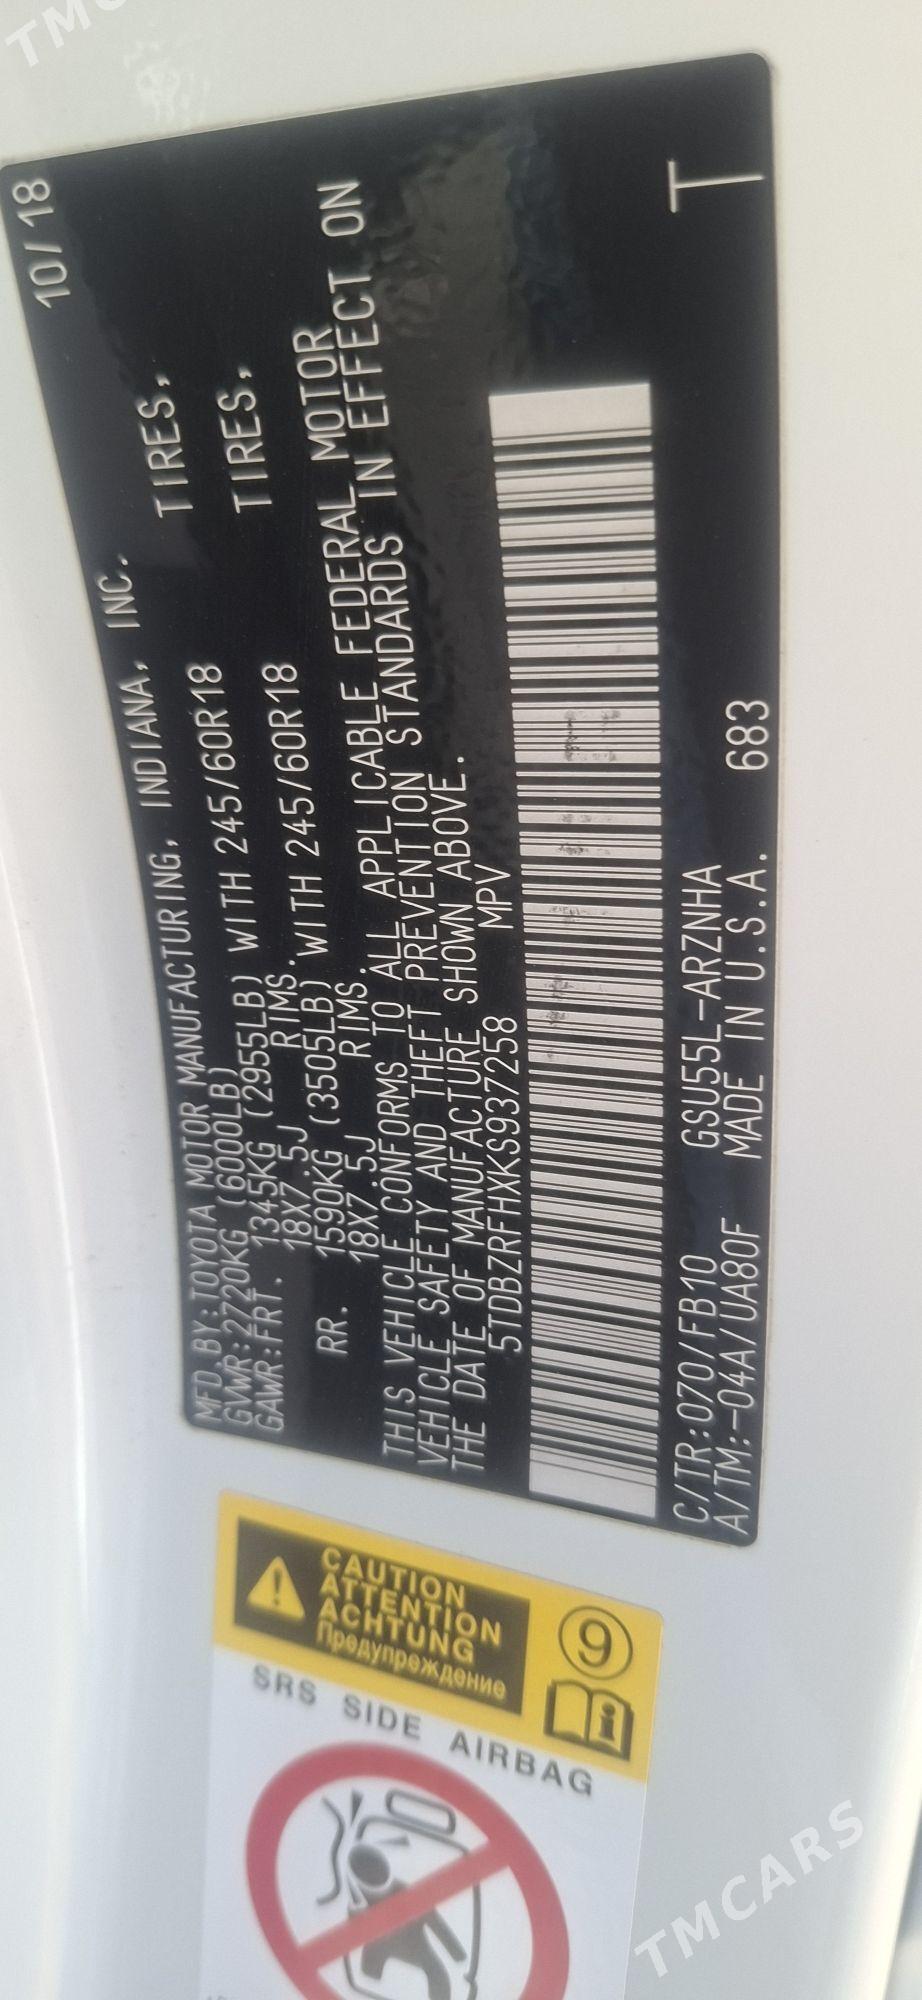 TMCARS
10/18
MFD.BY:TOYOTA MOTOR MANUFACTURING, INDIANA, INC.
GVWR:2720KG (6000LB)
GAWR:FRT. 1345KG (2955LB) WITH 245/60R18 TIRES,
18X7.5J RIMS.
RR. 1590KG (3505LB) WITH 245/60R18 TIRES,
18X7.5J RIMS.
THIS VEHICLE CONFORMS TO ALL APPLICABLE FEDERAL MOTOR
VEHICLE SAFETY AND THEFT PREVENTION STANDARDS IN EFFECT ON
THE DATE OF MANUFACTURE SHOWN ABOVE.
5TDBZRFHXKS937258 MPV
T
C/TR:070/FB10 GSU55L-ARZNHA
A/TM:-04A/UA80F MADE IN U.S.A. 683
CAUTION
ATTENTION
ACHTUNG
Предупреждение
9
SRS SIDE AIRBAG
TMCARS